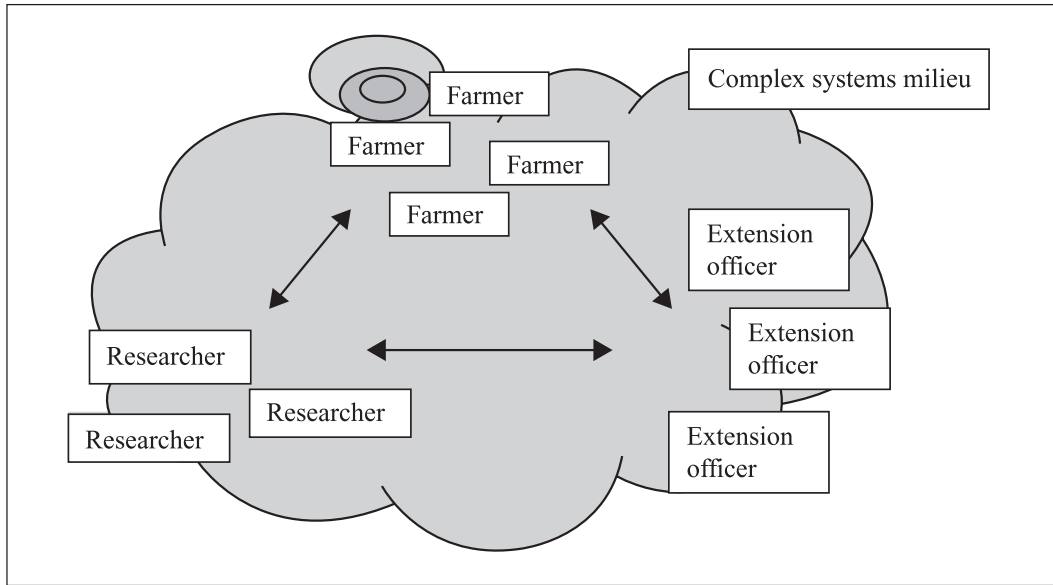 Complex systems milieu
Farmer
Farmer
Farmer
Farmer
Extension
officer
Extension
officer
Researcher
Researcher
Researcher
Extension
officer